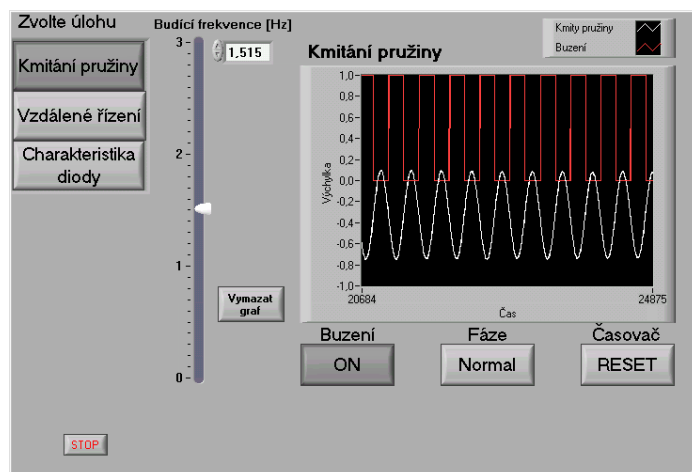 Zvolte úlohu
Kmitání pružiny
Vzdálené řízení
Charakteristika
diody
STOP
Budící frekvence [Hz]
1,515
3
2
1
0
Vymazat
graf
Kmitání pružiny
Kmity pružiny
Buzení
Výchylka
1,0
0,8
0,6
0,4
0,2
0,0
-0,2
-0,4
-0,6
-0,8
-1,0
20684
24875
Čas
Buzení
ON
Fáze
Normal
Časovač
RESET